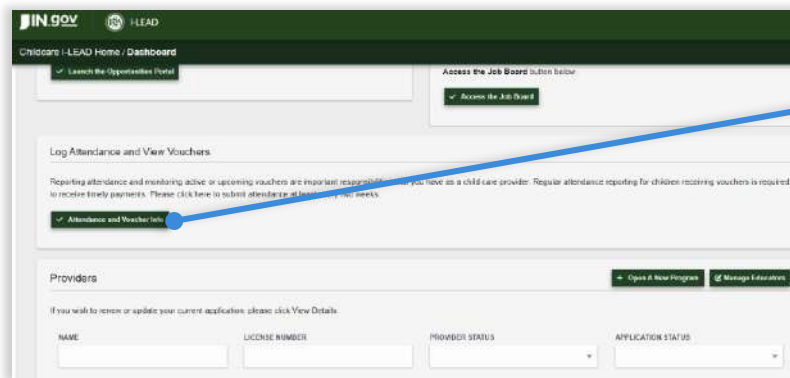 IN.gov I-LEAD
Childcare I-LEAD Home / Dashboard
Launch the Opportunities Portal
Access the Job Board button below
Access the Job Board
Log Attendance and View Vouchers
Reporting attendance and monitoring active or upcoming vouchers are important you have as a child care provider. Regular attendance reporting for children receiving vouchers is required
to receive timely payments. Please click here to submit attendance at weeks.
Attendance and Voucher Info
Providers
Open A New Program
Manage Educators
If you wish to renew or update your current application, please click View Details.
NAME LICENSE NUMBER PROVIDER STATUS APPLICATION STATUS